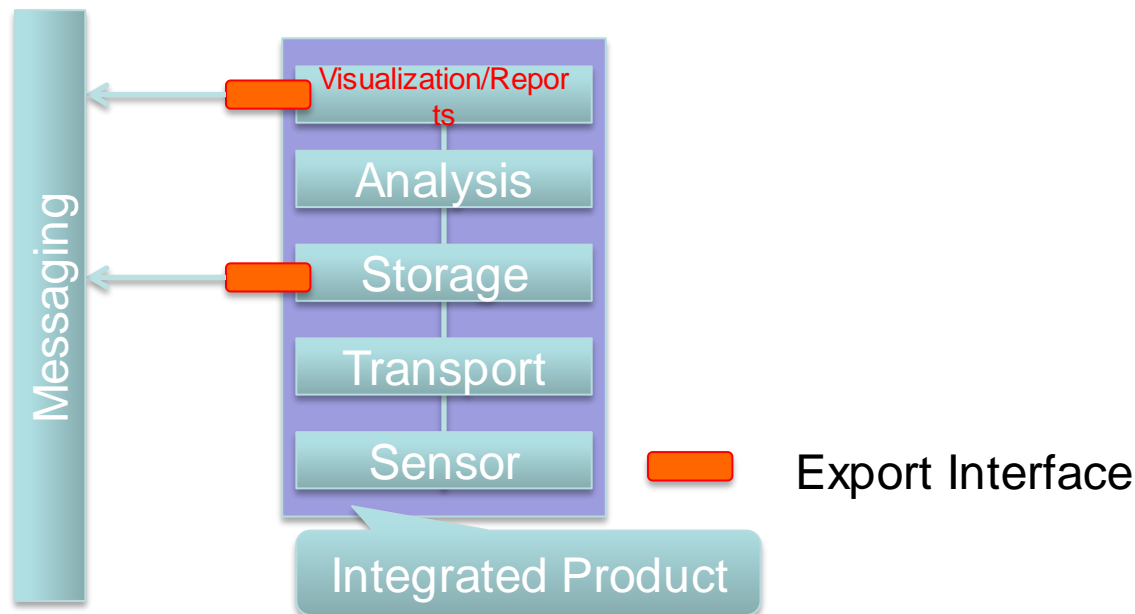 Visualization/Repor
ts
Analysis
Storage
Transport
Sensor
Messaging
Export Interface
Integrated Product